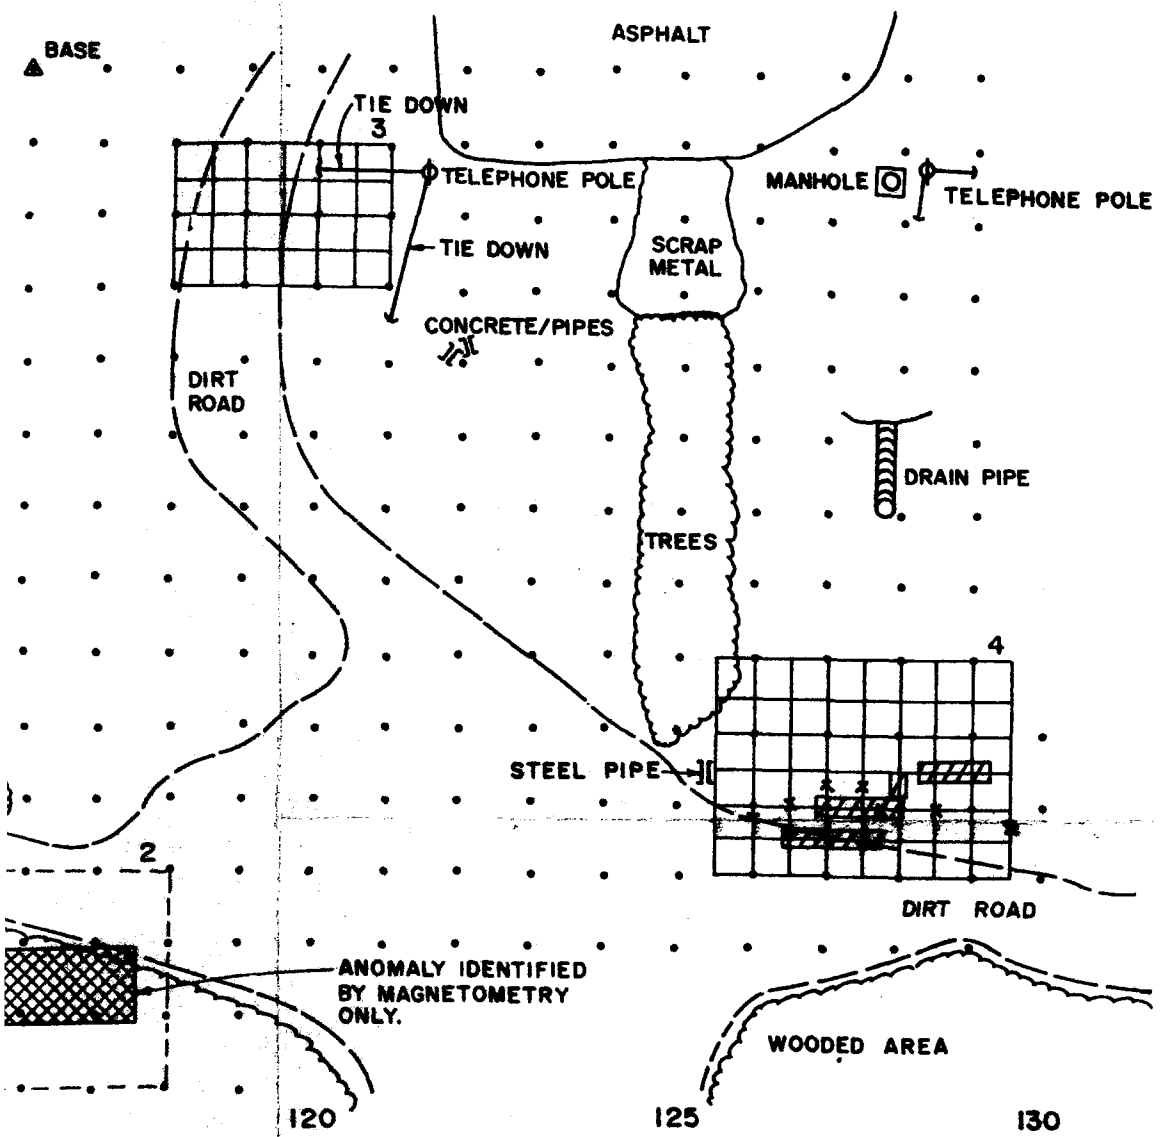 ASPHALT
BASE
TIE DOWN
3
TELEPHONE POLE
MANHOLE
TELEPHONE POLE
TIE DOWN
SCRAP
METAL
CONCRETE/PIPES
DIRT
ROAD
DRAIN PIPE
TREES
4
STEEL PIPE
2
DIRT ROAD
ANOMALY IDENTIFIED
BY MAGNETOMETRY
ONLY.
WOODED AREA
120
125
130